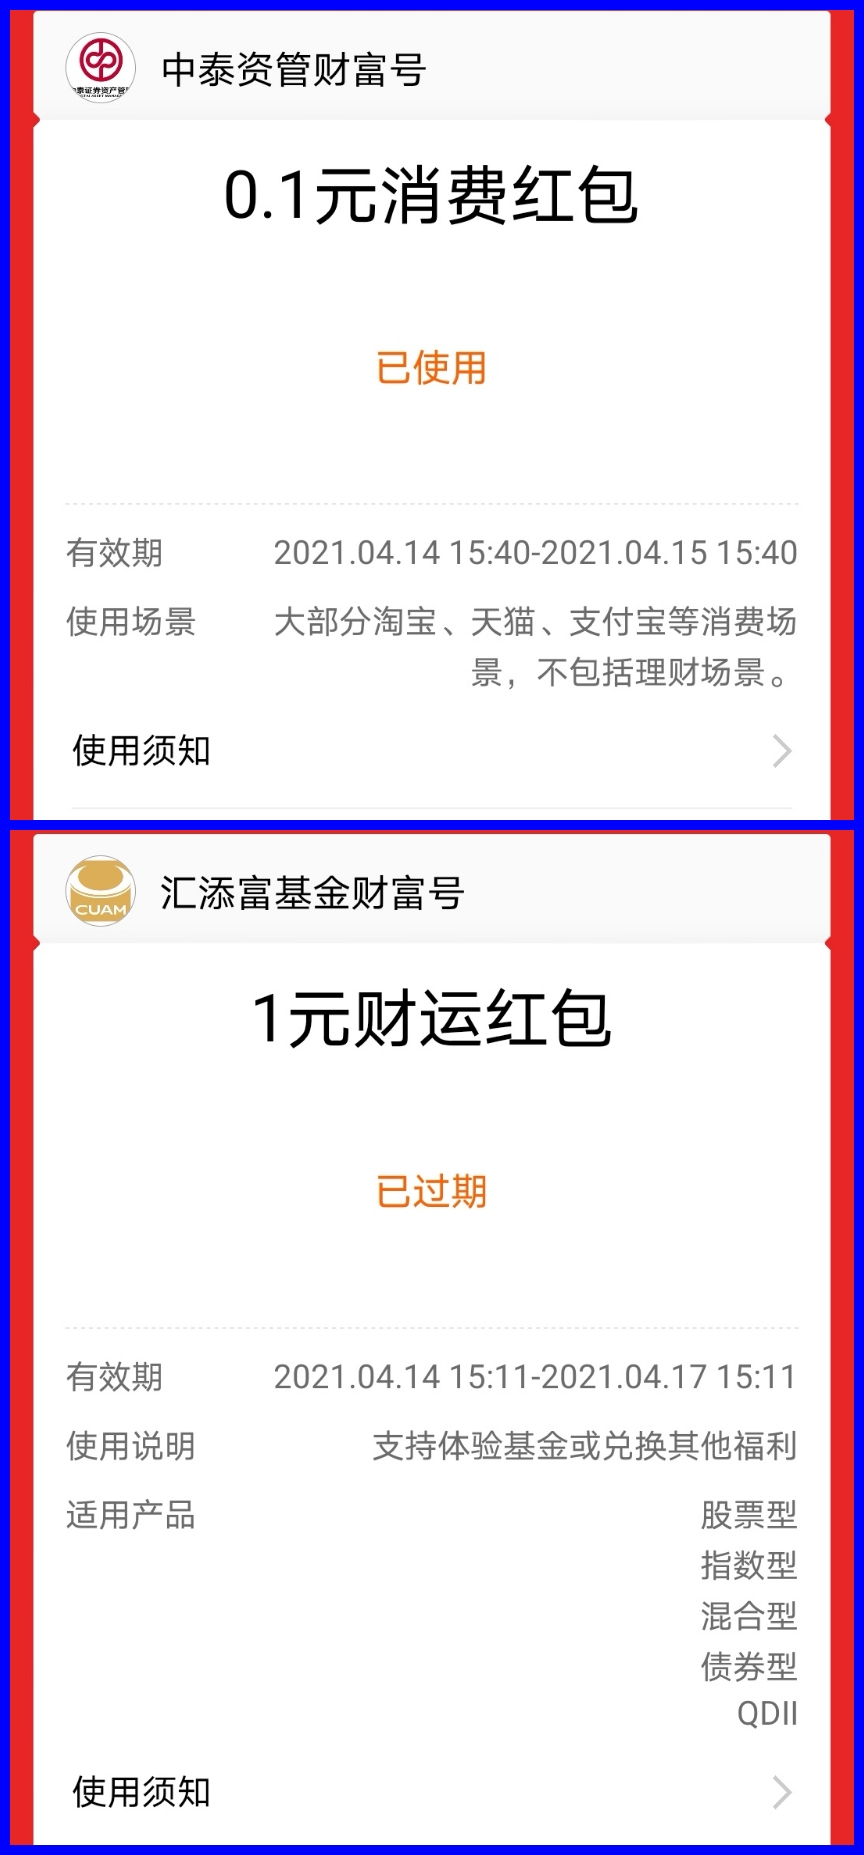 中泰资管财富号
0.1元消费红包
已使用
有效期 2021.04.14 15:40-2021.04.15 15:40
使用场景 大部分淘宝、天猫、支付宝等消费场
景，不包括理财场景。
使用须知
CUAM
汇添富基金财富号
1元财运红包
已过期
有效期 2021.04.14 15:11-2021.04.17 15:11
使用说明 支持体验基金或兑换其他福利
适用产品 股票型
指数型
混合型
债券型
QDII
使用须知